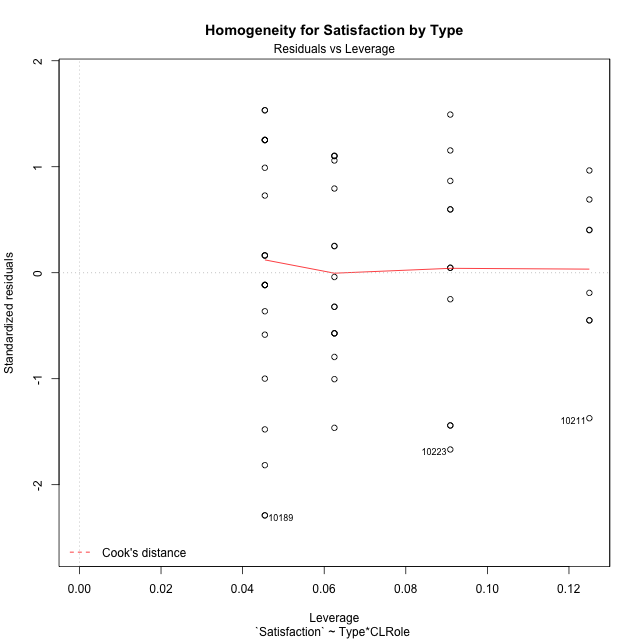 Homogeneity for Satisfaction by Type
Residuals vs Leverage
2
1
0
-1
-2
Standardized residuals
10211
10223
10189
Cook's distance
0.00 0.02 0.04 0.06 0.08 0.10 0.12
Leverage
`Satisfaction` ~ Type*CLRole